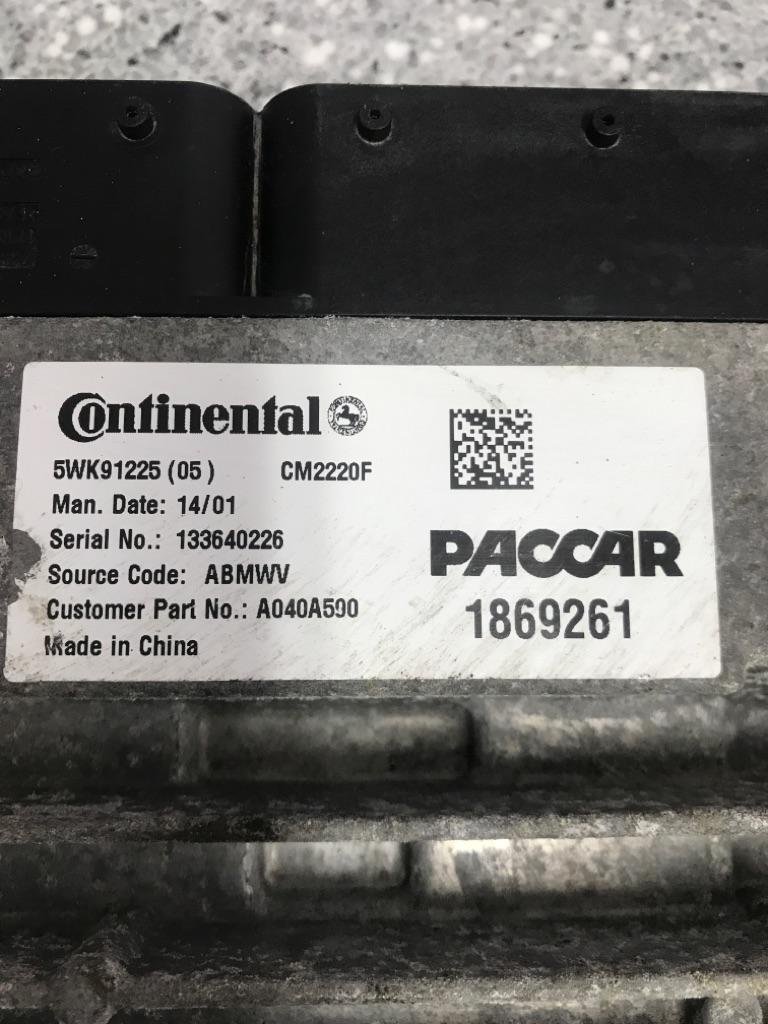 Continental
5WK91225 (05 ) CM2220F
Man. Date: 14/01
Serial No.: 133640226
Source Code: ABMWV
Customer Part No.: A040A590
Made in China
PACCAR
1869261